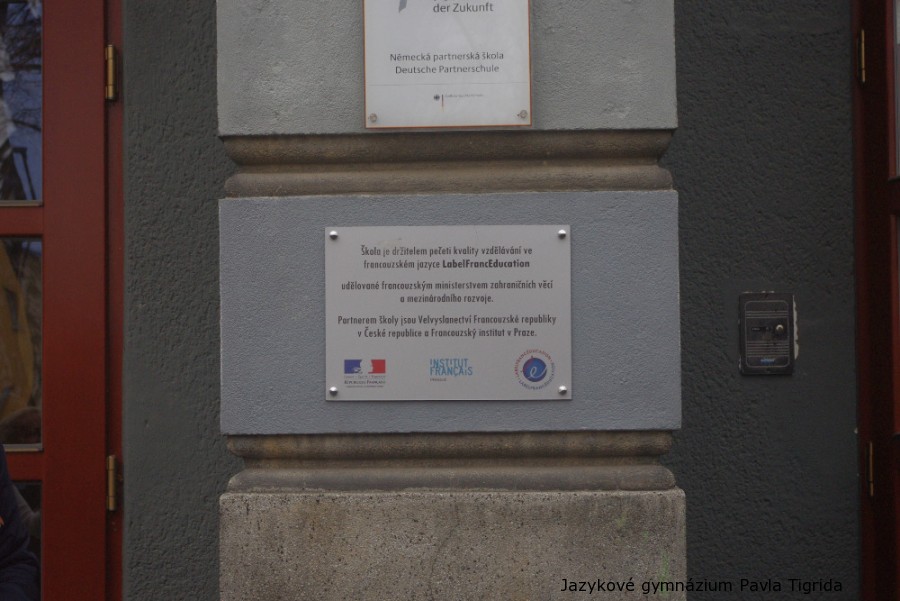 der Zukunft
Německá partnerská škola
Deutsche Partnerschule
Škola je držitelem pečeti kvality vzdělávání ve
francouzském jazyce LabelFrancEducation
udělované francouzským ministerstvem zahraničních věcí
a mezinárodního rozvoje.
Partnerem školy jsou Velvyslanectví Francouzské republiky
v České republice a Francouzský institut v Praze.
INSTITUT
FRANÇAIS
e
Jazykové gymnázium Pavla Tigrida